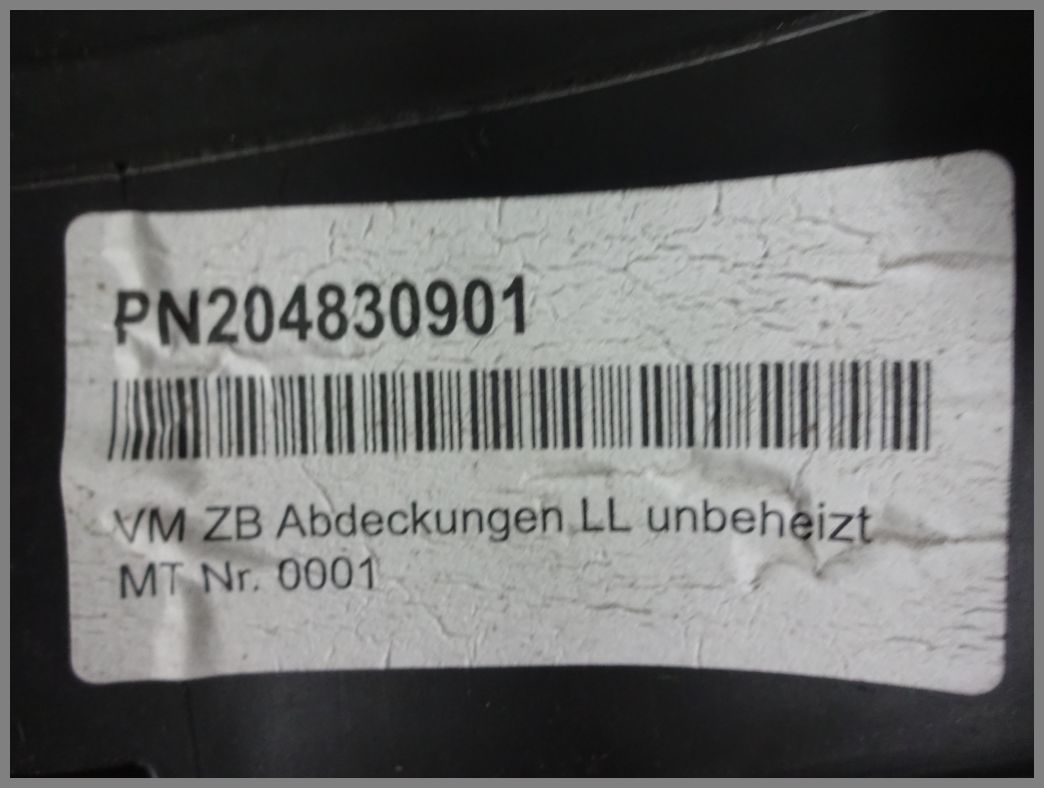 PN204830901
VM ZB Abdeckungen LL unbeheizt
MT Nr. 0001